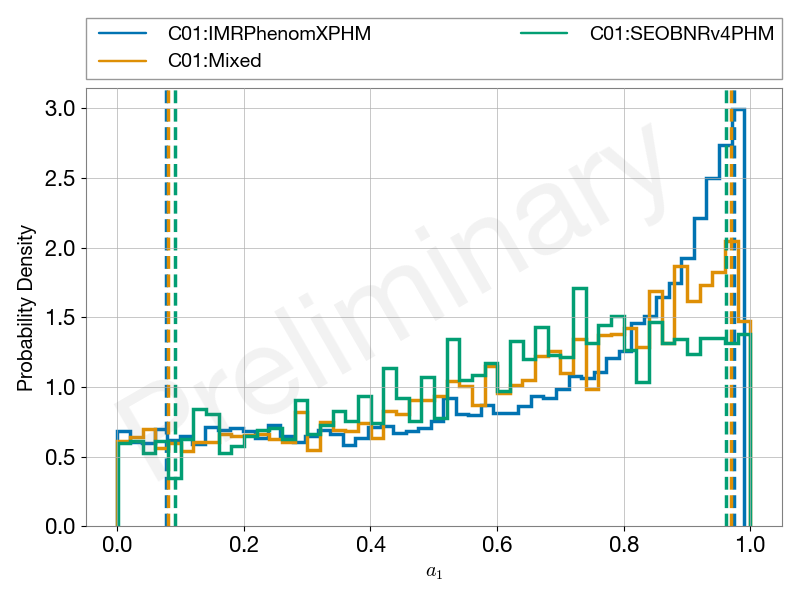 C01:IMRPhenomXPHM
C01:Mixed
C01:SEOBNRv4PHM
3.0
2.5
2.0
1.5
1.0
0.5
0.0
Probability Density
Preliminary
0.0 0.2 0.4 0.6 0.8 1.0
a₁